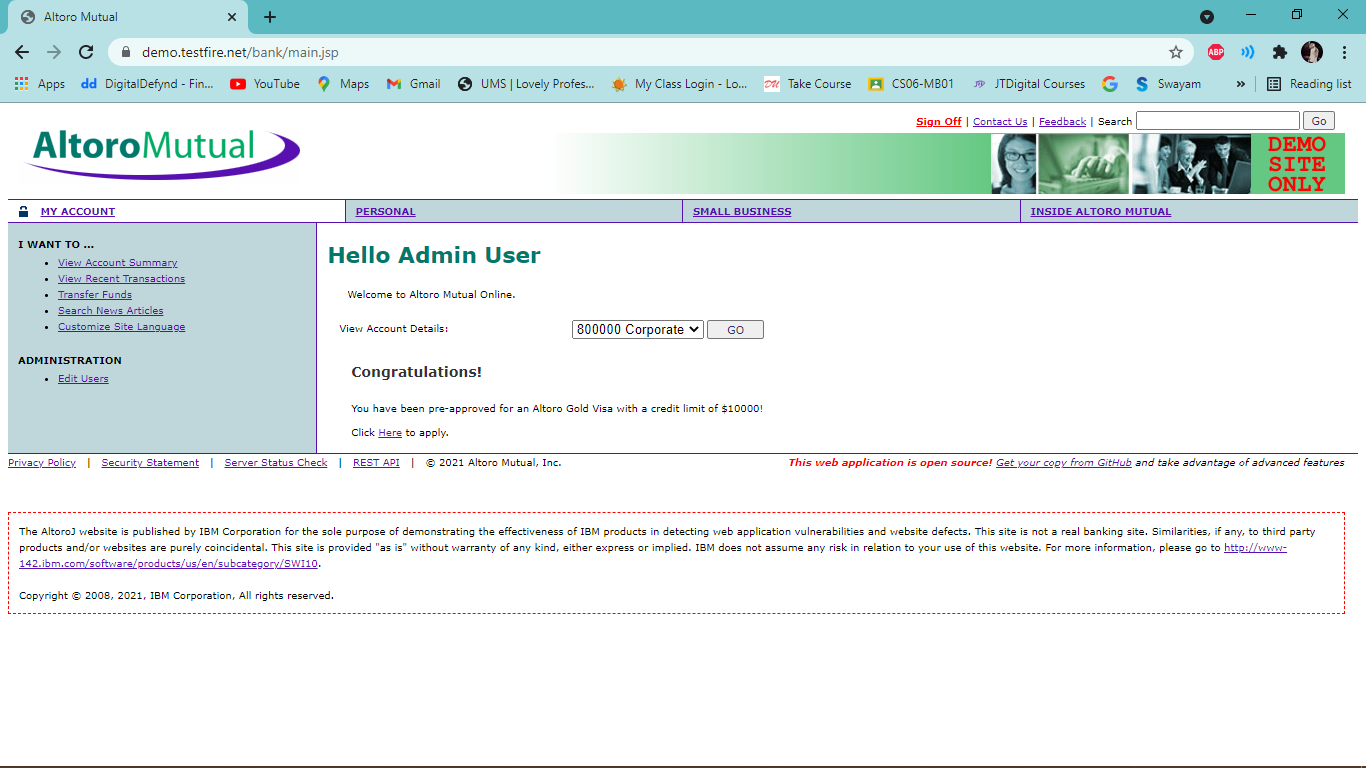 Altoro Mutual
demo.testfire.net/bank/main.jsp
ABP
Apps dd DigitalDefynd - Fin... YouTube Maps Gmail UMS | Lovely Profes... My Class Login - Lo... DU Take Course CS06-MB01 JP JTDigital Courses G S Swayam » Reading list
Sign Off | Contact Us | Feedback | Search Go
AltoroMutual
DEMO
SITE
ONLY
MY ACCOUNT PERSONAL SMALL BUSINESS INSIDE ALTORO MUTUAL
I WANT TO ...
• View Account Summary
• View Recent Transactions
• Transfer Funds
• Search News Articles
• Customize Site Language
ADMINISTRATION
• Edit Users
Hello Admin User
Welcome to Altoro Mutual Online.
View Account Details: 800000 Corporate GO
Congratulations!
You have been pre-approved for an Altoro Gold Visa with a credit limit of $10000!
Click Here to apply.
Privacy Policy | Security Statement | Server Status Check | REST API | © 2021 Altoro Mutual, Inc. This web application is open source! Get your copy from GitHub and take advantage of advanced features
The AltoroJ website is published by IBM Corporation for the sole purpose of demonstrating the effectiveness of IBM products in detecting web application vulnerabilities and website defects. This site is not a real banking site. Similarities, if any, to third party
products and/or websites are purely coincidental. This site is provided "as is" without warranty of any kind, either express or implied. IBM does not assume any risk in relation to your use of this website. For more information, please go to http://www-
142.ibm.com/software/products/us/en/subcategory/SWI10.
Copyright © 2008, 2021, IBM Corporation, All rights reserved.